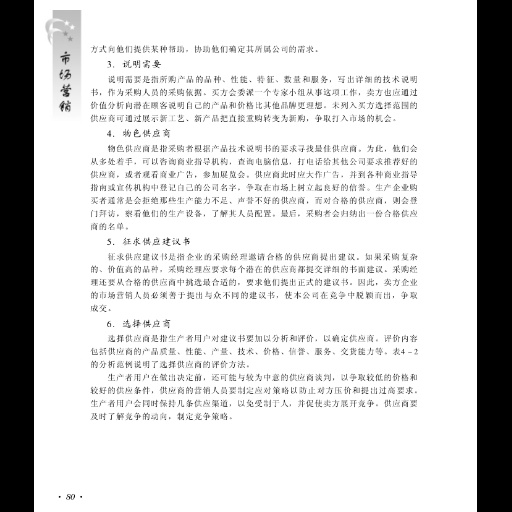 市场营销
方式向他们提供某种帮助，协助他们确定其所属公司的需求。
3．说明需要
说明需要是指所购产品的品种、性能、特征、数量和服务，写出详细的技术说明
书，作为采购人员的采购依据。买方会委派一个专家小组从事这项工作，卖方也应通过
价值分析向潜在顾客说明自己的产品和价格比其他品牌更理想。未列入买方选择范围的
供应商可通过展示新工艺、新产品把直接重购转变为新购，争取打入市场的机会。
4．物色供应商
物色供应商是指采购者根据产品技术说明书的要求寻找最佳供应商。为此，他们会
从多处着手，可以咨询商业指导机构，查询电脑信息，打电话给其他公司要求推荐好的
供应商，或者观看商业广告，参加展览会。供应商此时应大作广告，并到各种商业指导
指南或宣传机构中登记自己的公司名字，争取在市场上树立起良好的信誉。生产企业购
买者通常是会拒绝那些生产能力不足、声誉不好的供应商，而对合格的供应商，则会登
门拜访，察看他们的生产设备，了解其人员配置。最后，采购者会归纳出一份合格供应
商的名单。
5．征求供应建议书
征求供应建议书是指企业的采购经理邀请合格的供应商提出建议。如果采购复杂
的、价值高的品种，采购经理应要求每个潜在的供应商都提交详细的书面建议。采购经
理还要从合格的供应商中挑选最合适的，要求他们提出正式的建议书。因此，卖方企业
的市场营销人员必须善于提出与众不同的建议书，使本公司在竞争中脱颖而出，争取
成交。
6．选择供应商
选择供应商是指生产者用户对建议书要加以分析和评价，以确定供应商。评价内容
包括供应商的产品质量、性能、产量、技术、价格、信誉、服务、交货能力等。表4－2
的分析范例说明了选择供应商的评价方法。
生产者用户在做出决定前，还可能与较为中意的供应商谈判，以争取较低的价格和
较好的供应条件，供应商的营销人员要制定应对策略以防止对方压价和提出过高要求。
生产者用户会同时保持几条供应渠道，以免受制于人，并促使卖方展开竞争。供应商要
及时了解竞争的动向，制定竞争策略。
· 80 ·